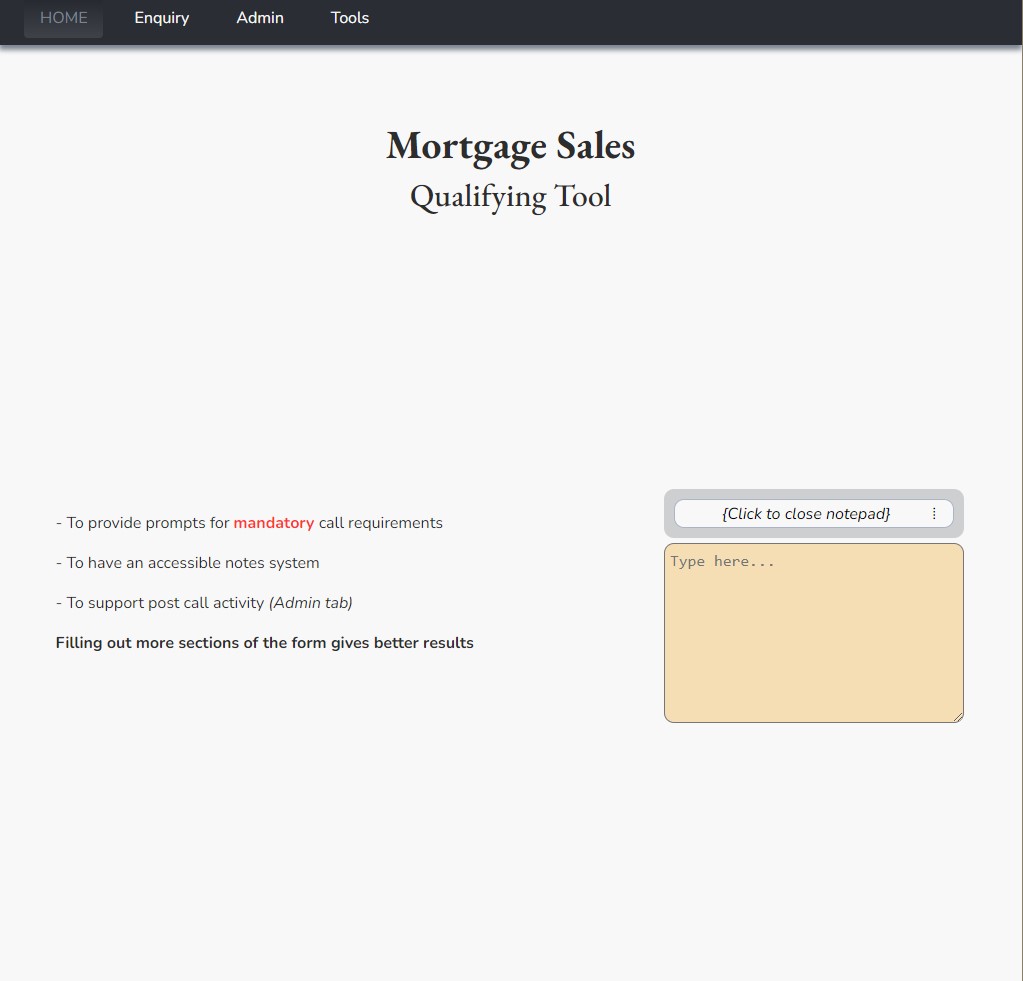 HOME Enquiry Admin Tools
Mortgage Sales
Qualifying Tool
- To provide prompts for mandatory call requirements
- To have an accessible notes system
- To support post call activity (Admin tab)
Filling out more sections of the form gives better results
{Click to close notepad}
Type here...